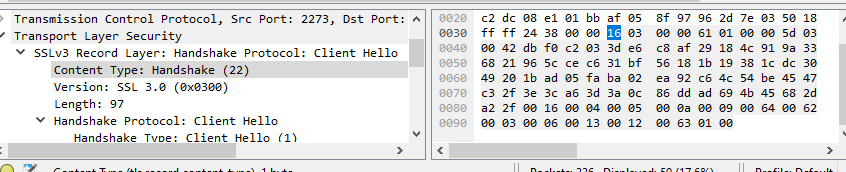 Transmission Control Protocol, Src Port: 2273, Dst Port:
Transport Layer Security
SSLv3 Record Layer: Handshake Protocol: Client Hello
Content Type: Handshake (22)
Version: SSL 3.0 (0x0300)
Length: 97
Handshake Protocol: Client Hello
Handshake Type: Client Hello (1)
0020 c2 dc 08 e1 01 bb af 05 8f 97 96 2d 7e 03 50 18
0030 ff ff 24 38 00 00 16 03 00 00 61 01 00 00 5d 03
0040 00 42 db f0 c2 03 3d e6 c8 af 29 18 4c 91 9a 33
0050 68 21 96 5c ce c6 31 bf 56 18 1b 19 38 1c dc 30
0060 49 20 1b ad 05 fa ba 02 ea 92 c6 4c 54 be 45 47
0070 c3 2f 3e 3c a6 3d 3a 0c 86 dd ad 69 4b 45 68 2d
0080 a2 2f 00 16 00 04 00 05 00 0a 00 09 00 64 00 62
0090 00 03 00 06 00 13 00 12 00 63 01 00
Content Type (tls.record.content_type), 1 byte
Packets: 226 · Displayed: 50 (17.6%)
Profile: Default